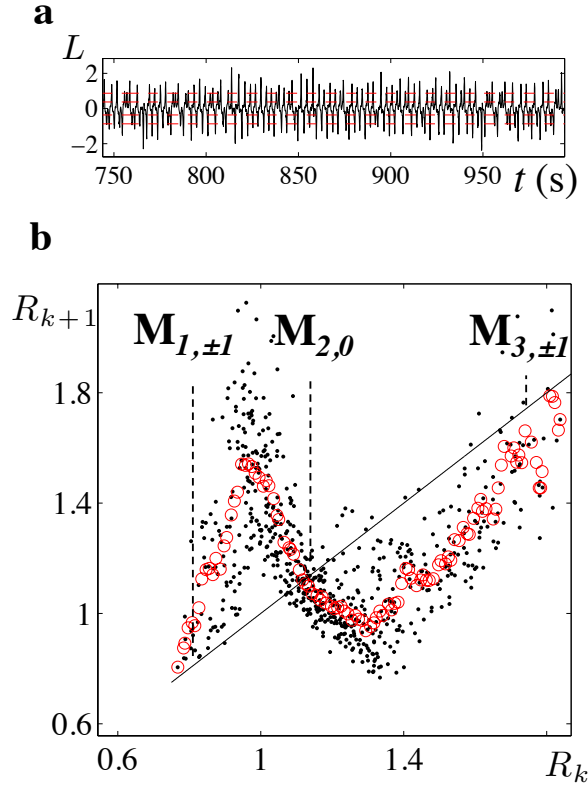 a
L
2
0
−2
750 800 850 900 950 t (s)
b
R_{k+1} M_{1,±1} M_{2,0} M_{3,±1}
1.8
1.4
1
0.6
0.6 1 1.4 R_k